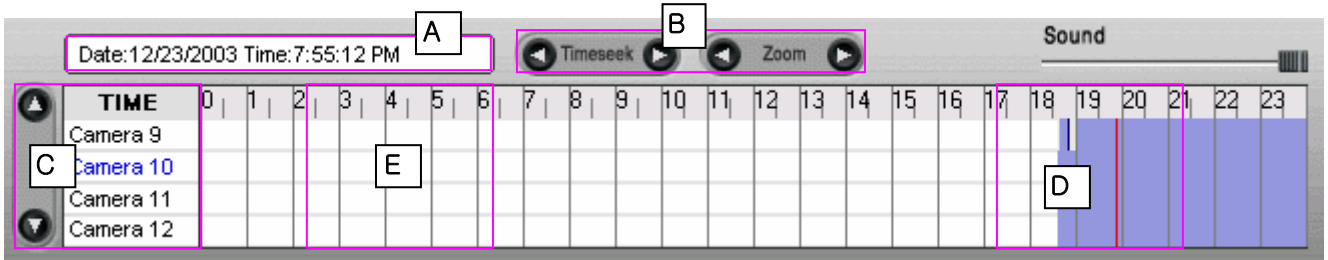 A
B
Sound
Date:12/23/2003 Time:7:55:12 PM
Timeseek
Zoom
TIME 0 1 2 3 4 5 6 7 8 9 10 11 12 13 14 15 16 17 18 19 20 21 22 23
Camera 9
C
Camera 10
E
D
Camera 11
Camera 12